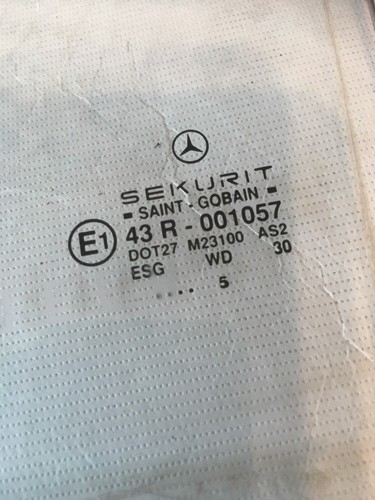 SEKURIT
SAINT - GOBAIN
E1
43 R - 001057
DOT27 M23100 AS2
ESG WD 30
.... 5